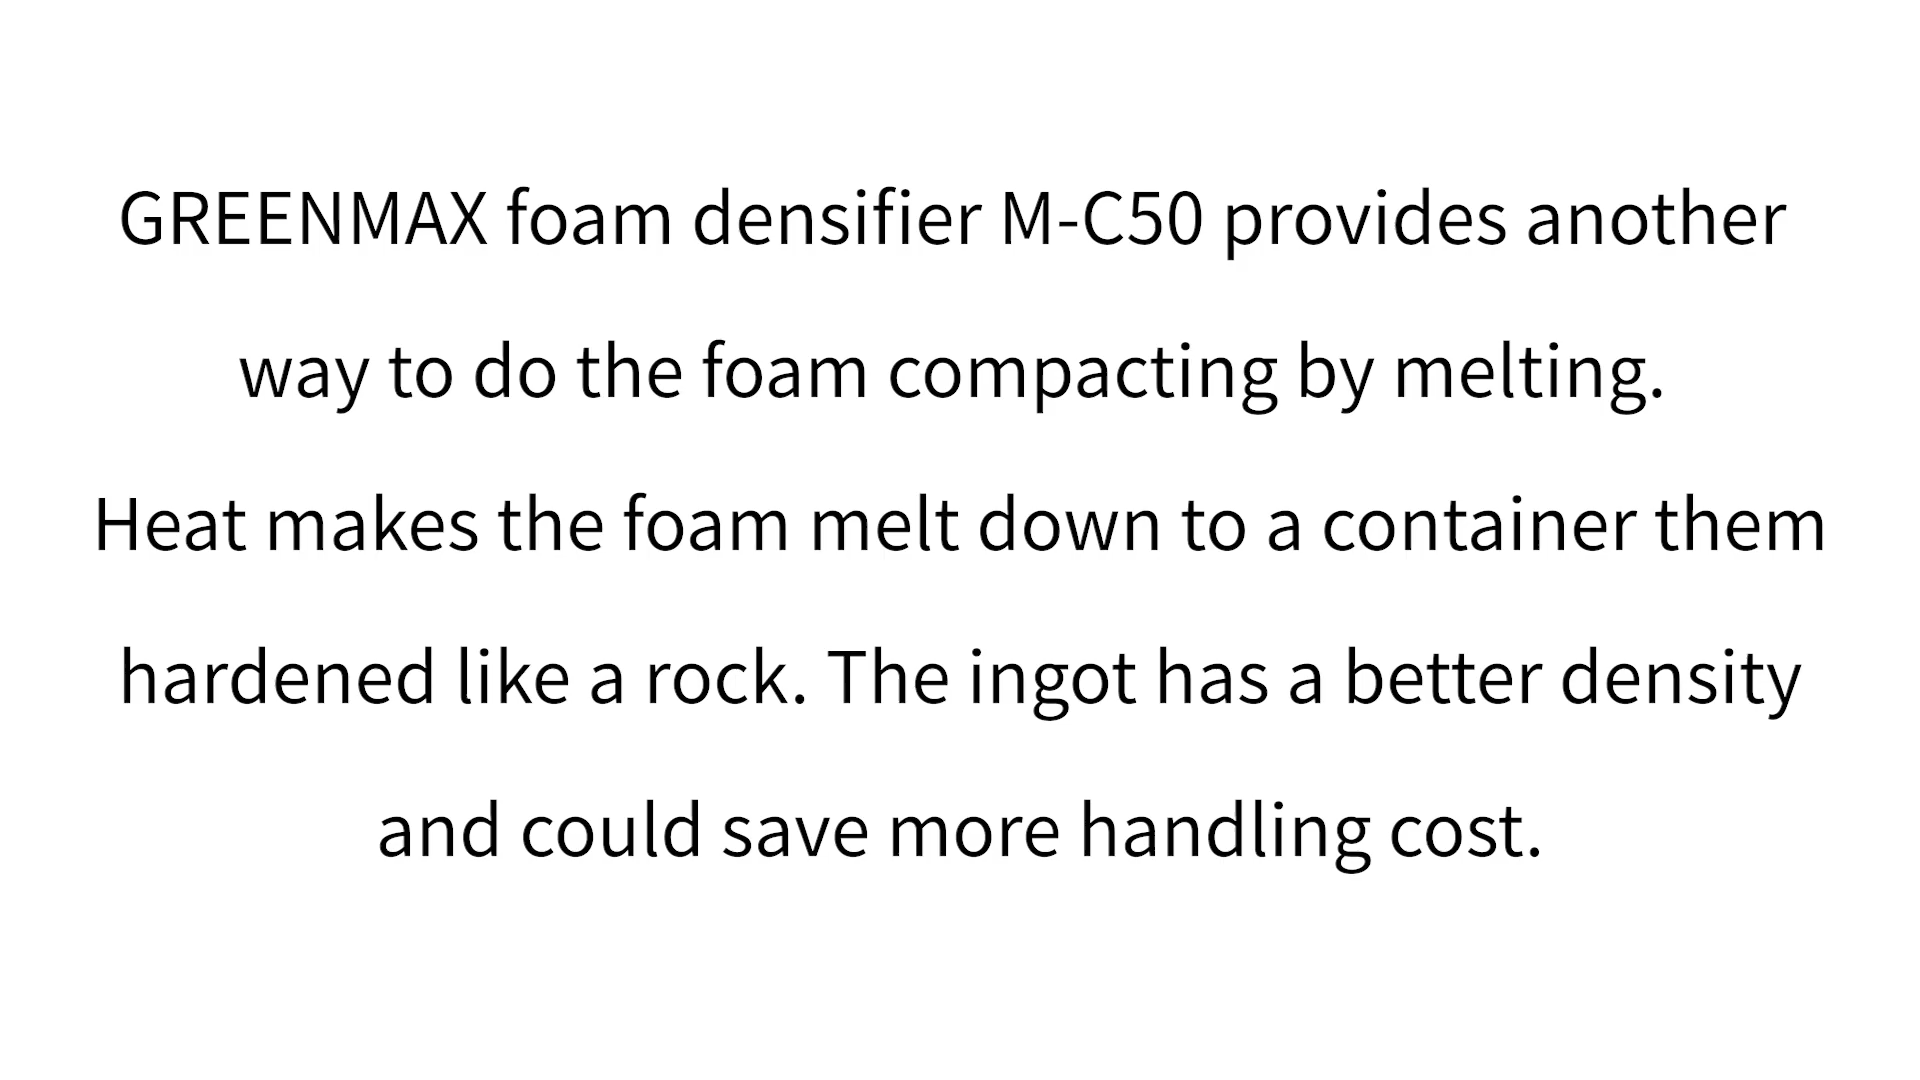 GREENMAX foam densifier M-C50 provides another
way to do the foam compacting by melting.
Heat makes the foam melt down to a container them
hardened like a rock. The ingot has a better density
and could save more handling cost.